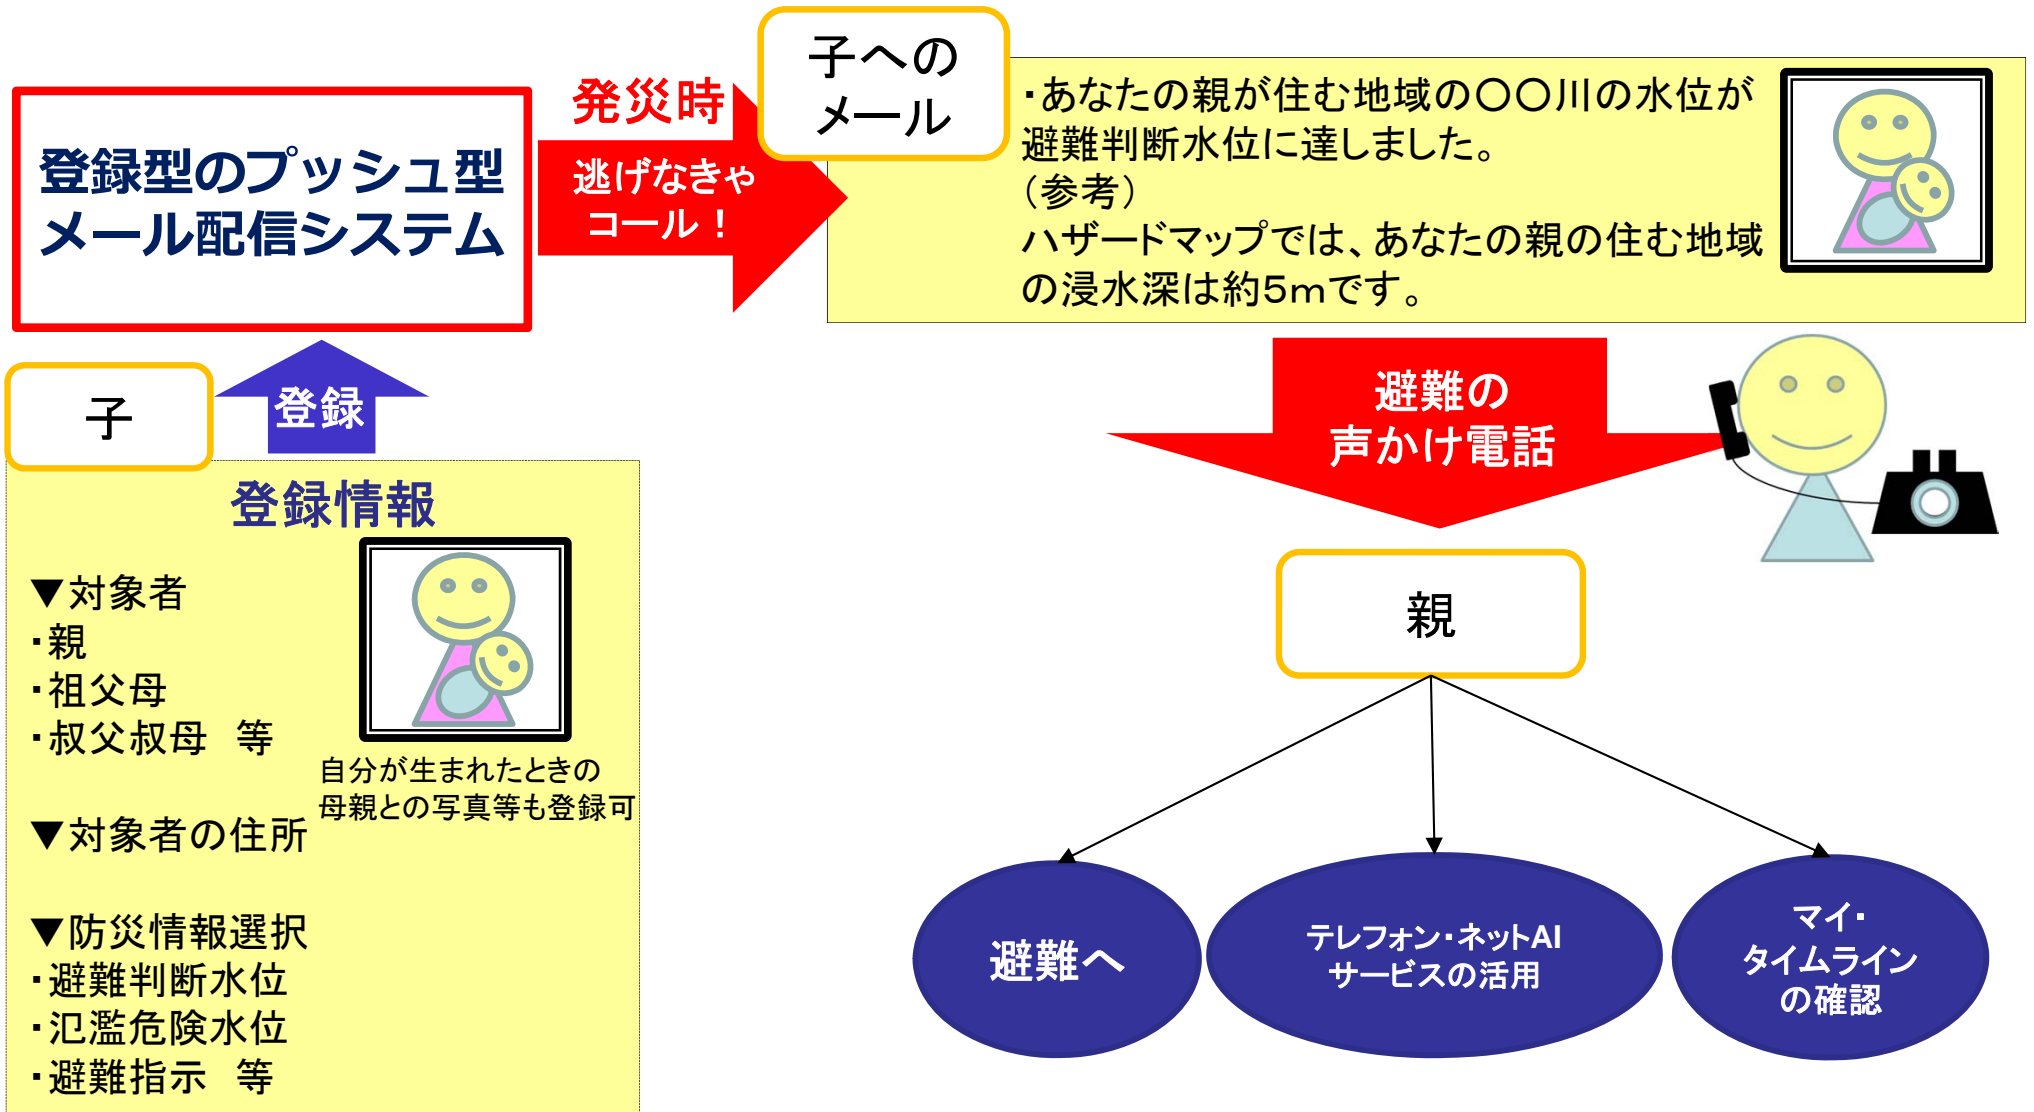 登録型のプッシュ型
メール配信システム
発災時
逃げなきゃ
コール！
子への
メール
・あなたの親が住む地域の〇〇川の水位が
避難判断水位に達しました。
（参考）
ハザードマップでは、あなたの親の住む地域
の浸水深は約5ｍです。
子
登録
登録情報
▼対象者
・親
・祖父母
・叔父叔母　等
自分が生まれたときの
母親との写真等も登録可
▼対象者の住所
▼防災情報選択
・避難判断水位
・氾濫危険水位
・避難指示　等
避難の
声かけ電話
親
避難へ
テレフォン・ネットAI
サービスの活用
マイ・
タイムライン
の確認